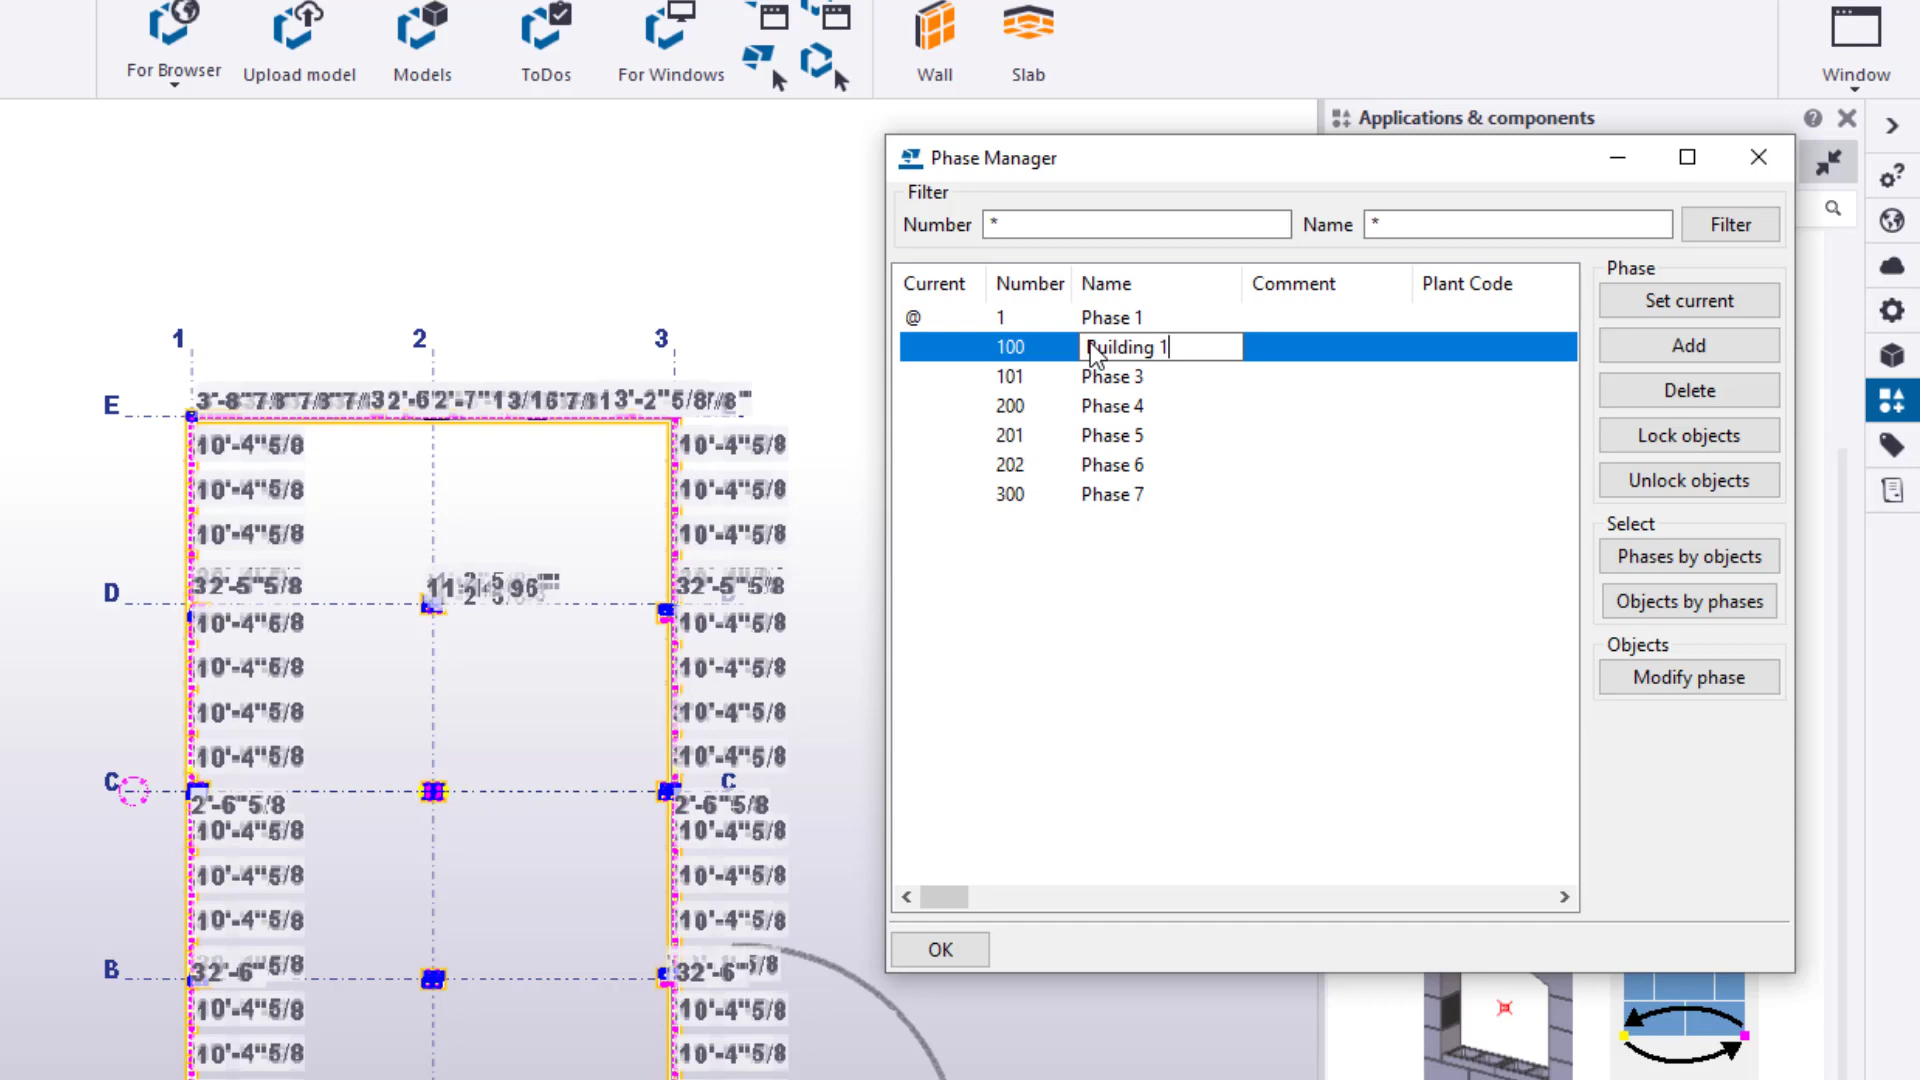 For Browser
Upload model
Models
ToDos
For Windows
Wall
Slab
Window
Applications & components
Phase Manager
Filter
Number * Name * Filter
Current Number Name Comment Plant Code
@ 1 Phase 1
100 Building 1
101 Phase 3
200 Phase 4
201 Phase 5
202 Phase 6
300 Phase 7
Phase
Set current
Add
Delete
Lock objects
Unlock objects
Select
Phases by objects
Objects by phases
Objects
Modify phase
OK
1 2 3
E
10'-4"5/8 10'-4"5/8
10'-4"5/8 10'-4"5/8
10'-4"5/8 10'-4"5/8
D 32'-5"5/8 32'-5"5/8
10'-4"5/8 10'-4"5/8
10'-4"5/8 10'-4"5/8
10'-4"5/8 10'-4"5/8
10'-4"5/8 10'-4"5/8
C C
2'-6"5/8 2'-6"5/8
10'-4"5/8 10'-4"5/8
10'-4"5/8 10'-4"5/8
10'-4"5/8 10'-4"5/8
B 32'-6" 32'-6"
10'-4"5/8 10'-4"5/8
10'-4"5/8 10'-4"5/8